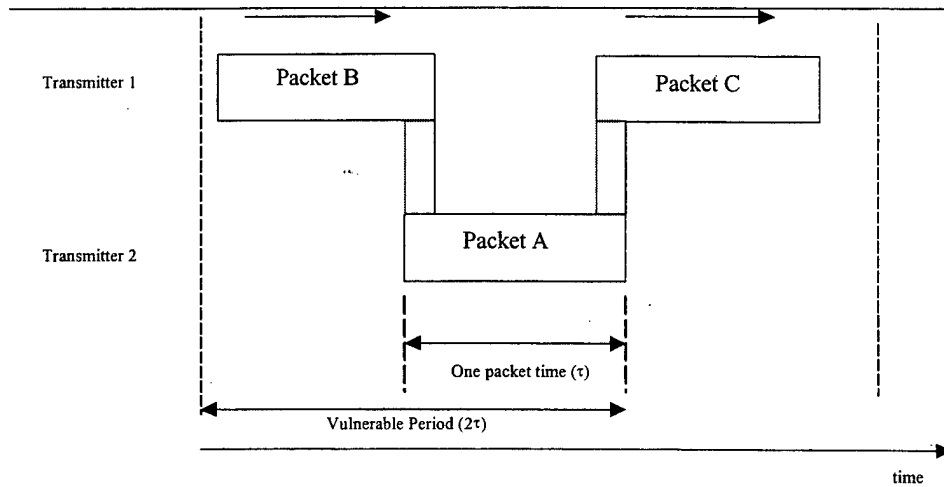 Packet B
Packet C
Transmitter 1
Packet A
Transmitter 2
One packet time (τ)
Vulnerable Period (2τ)
time